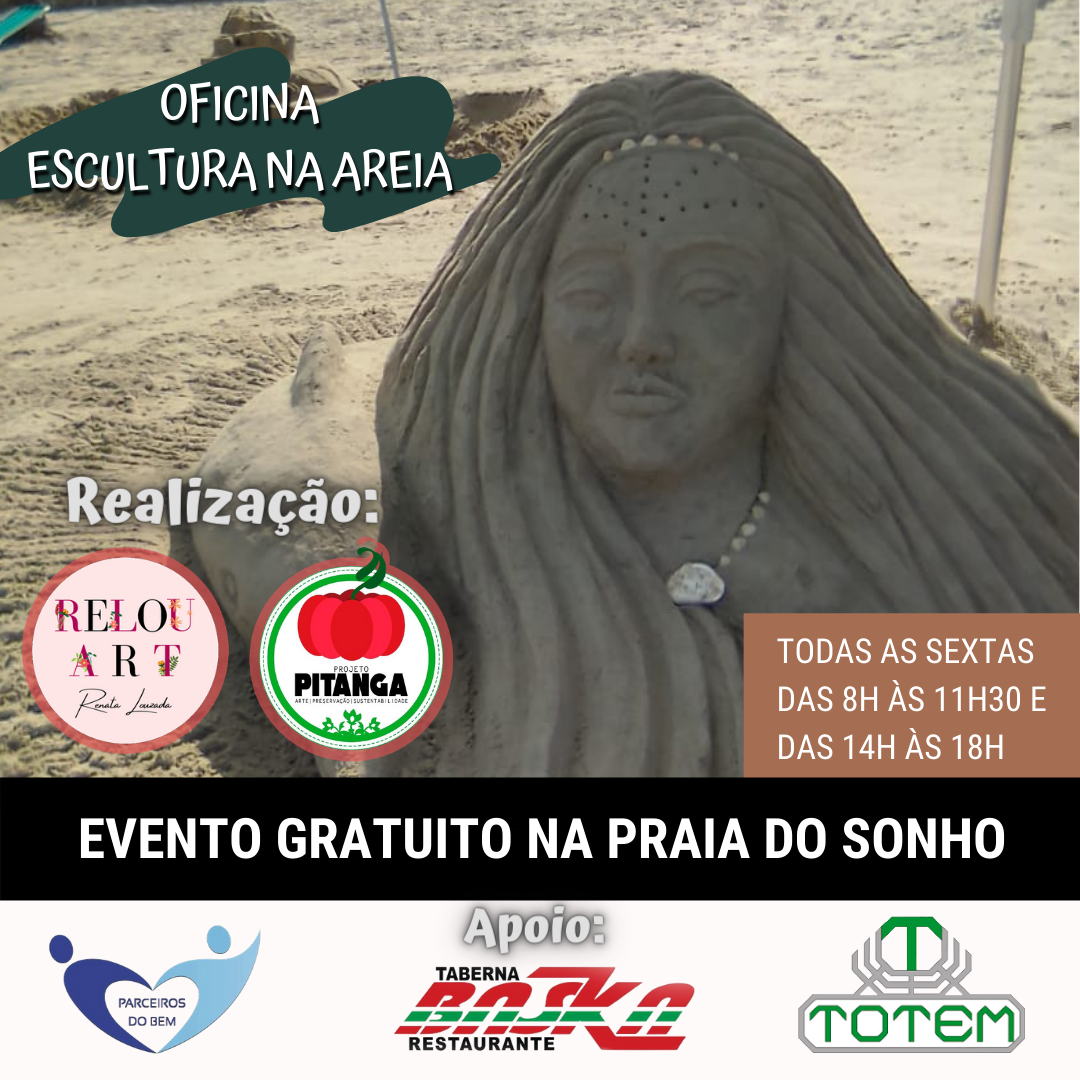 OFICINA
ESCULTURA NA AREIA
Realização:
RELOU
ART
Renata Louzada
PROJETO
PITANGA
ARTE|PRESERVAÇÃO|SUSTENTABILIDADE
TODAS AS SEXTAS
DAS 8H ÀS 11H30 E
DAS 14H ÀS 18H
EVENTO GRATUITO NA PRAIA DO SONHO
Apoio:
PARCEIROS
DO BEM
TABERNA
BASKA
RESTAURANTE
T
TOTEM